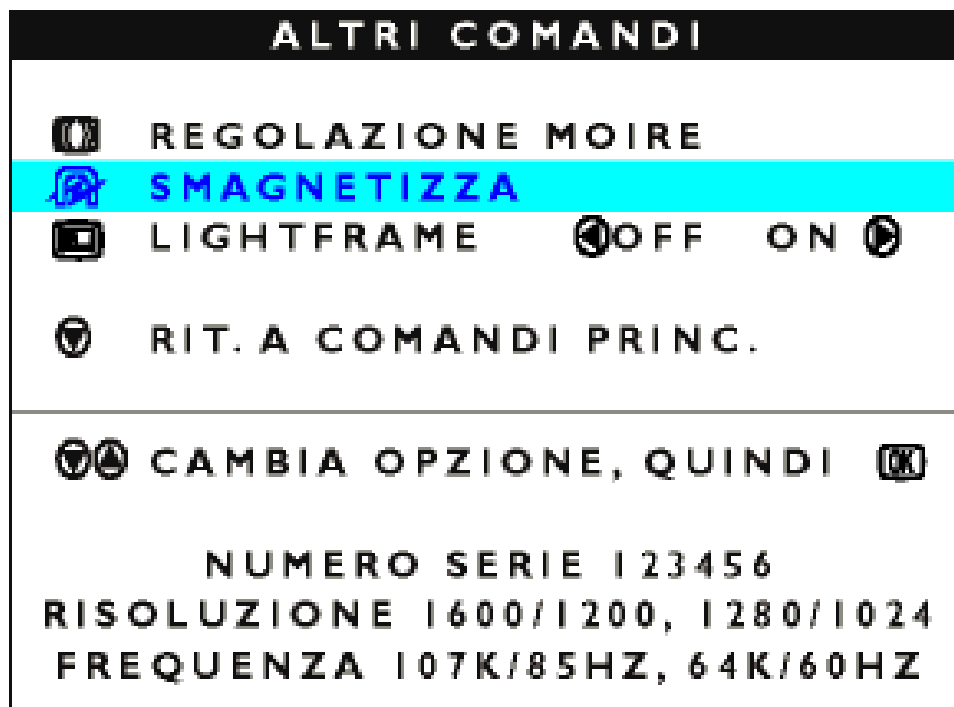 ALTRI COMANDI
REGOLAZIONE MOIRE
SMAGNETIZZA
LIGHTFRAME OFF ON
RIT. A COMANDI PRINC.
CAMBIA OPZIONE, QUINDI OK
NUMERO SERIE 123456
RISOLUZIONE 1600/1200, 1280/1024
FREQUENZA 107K/85HZ, 64K/60HZ